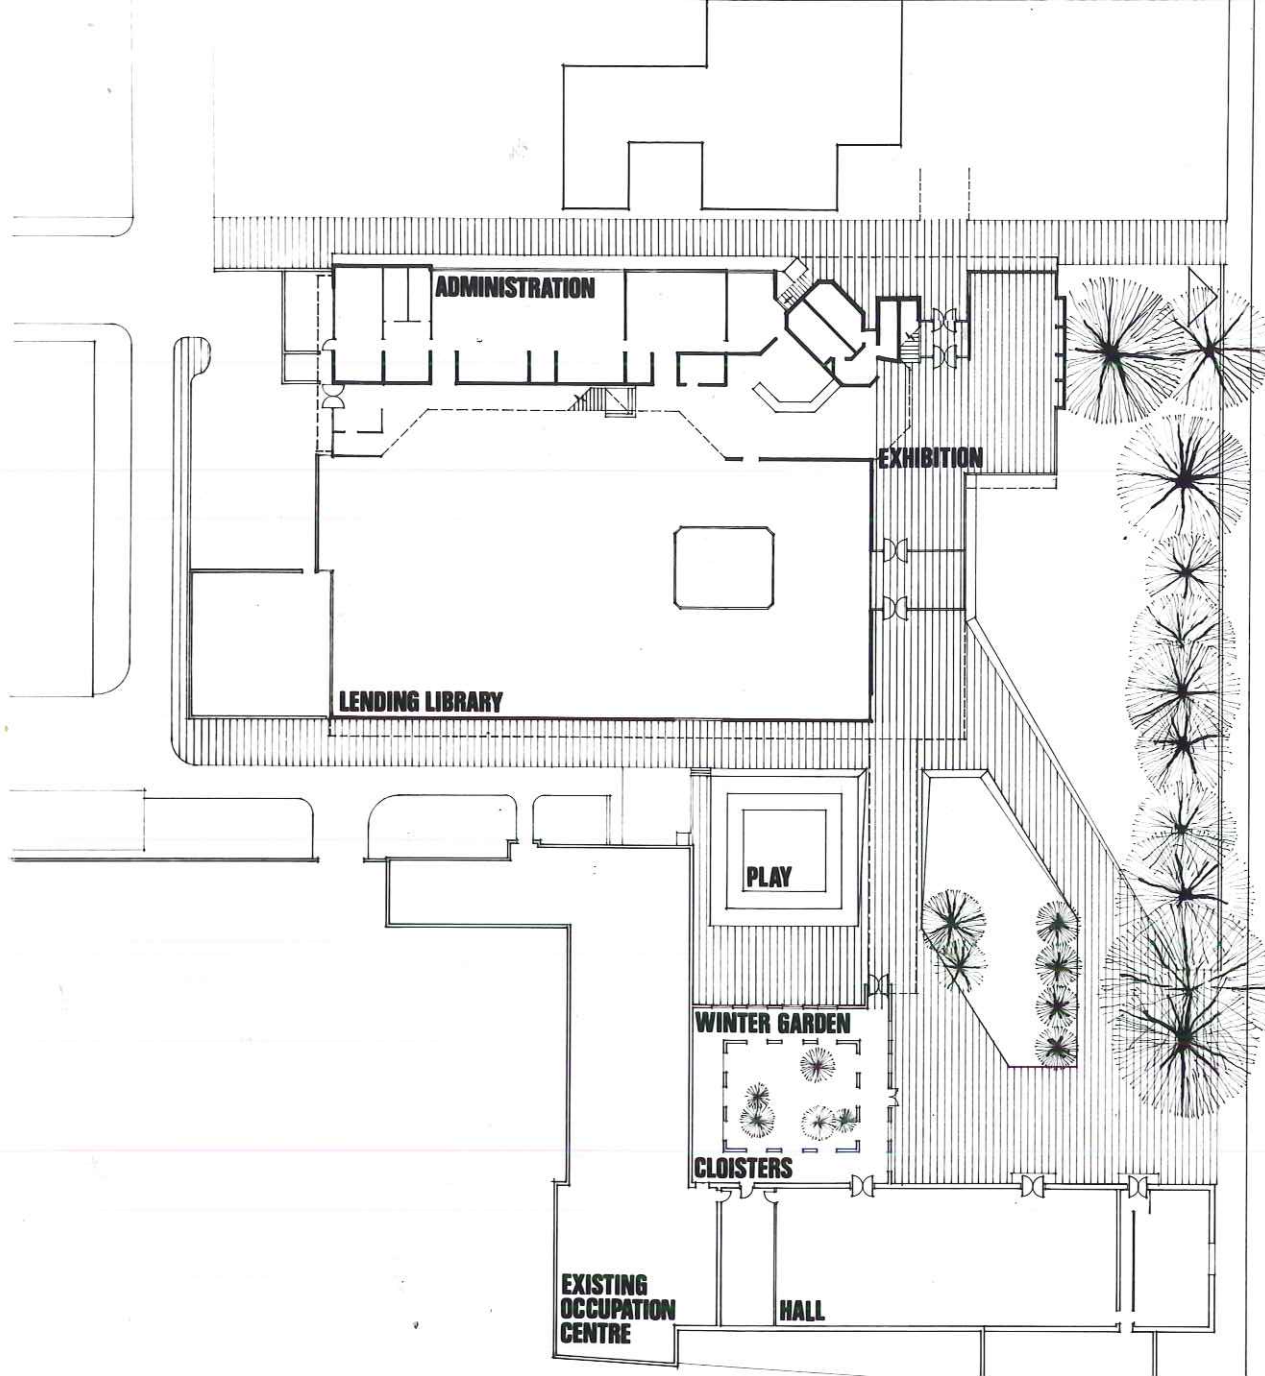 ADMINISTRATION
EXHIBITION
LENDING LIBRARY
PLAY
WINTER GARDEN
CLOISTERS
EXISTING
OCCUPATION
CENTRE
HALL